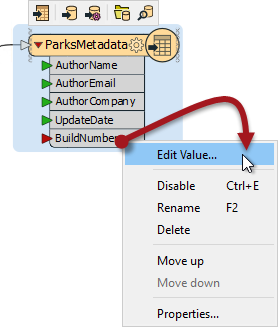 ParksMetadata
AuthorName
AuthorEmail
AuthorCompany
UpdateDate
BuildNumber
Edit Value...
Disable Ctrl+E
Rename F2
Delete
Move up
Move down
Properties...